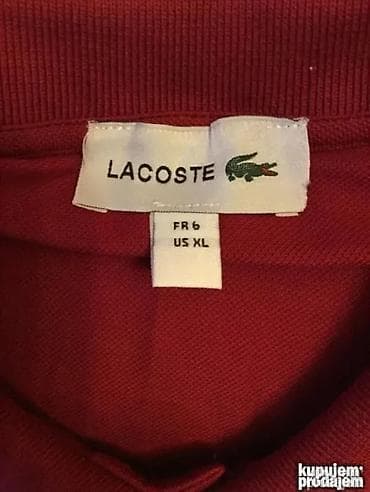 LACOSTE
FR 6
US XL
kupujem
prodajem